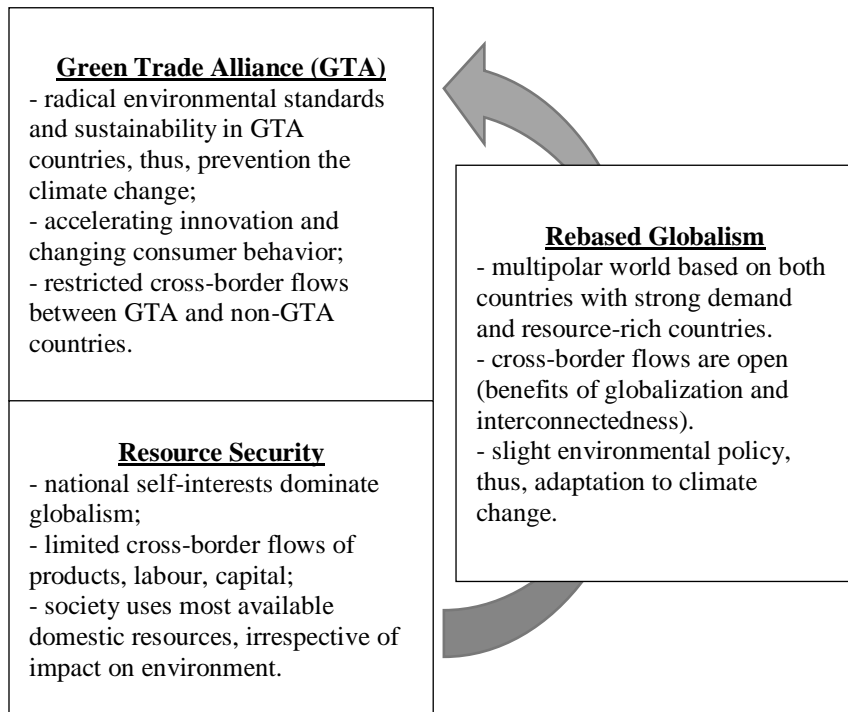 Green Trade Alliance (GTA)
- radical environmental standards
and sustainability in GTA
countries, thus, prevention the
climate change;
- accelerating innovation and
changing consumer behavior;
- restricted cross-border flows
between GTA and non-GTA
countries.
Resource Security
- national self-interests dominate
globalism;
- limited cross-border flows of
products, labour, capital;
- society uses most available
domestic resources, irrespective of
impact on environment.
Rebased Globalism
- multipolar world based on both
countries with strong demand
and resource-rich countries.
- cross-border flows are open
(benefits of globalization and
interconnectedness).
- slight environmental policy,
thus, adaptation to climate
change.